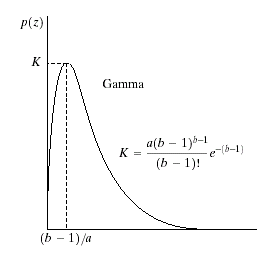 p(z)
K
Gamma
K = a(b − 1)^{b−1} / (b − 1)! e^{−(b−1)}
(b − 1)/a